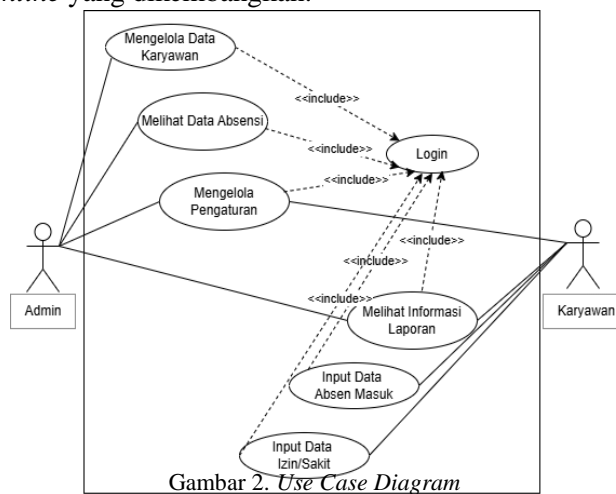 yang dikembangkan.
Mengelola Data
Karyawan
<<include>>
Melihat Data Absensi
<<include>>
Login
Mengelola
Pengaturan
<<include>>
<<include>>
<<include>>
Admin
Karyawan
<<include>>
Melihat Informasi
Laporan
Input Data
Absen Masuk
Input Data
Izin/Sakit
Gambar 2. Use Case Diagram